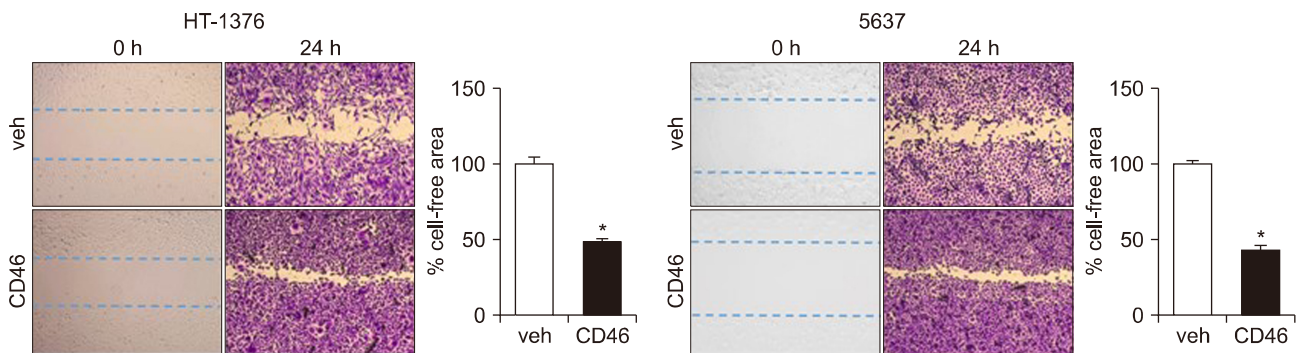 HT-1376
0 h 24 h
veh
CD46
% cell-free area
150
100
50
0
*
veh CD46
5637
0 h 24 h
veh
CD46
% cell-free area
150
100
50
0
*
veh CD46